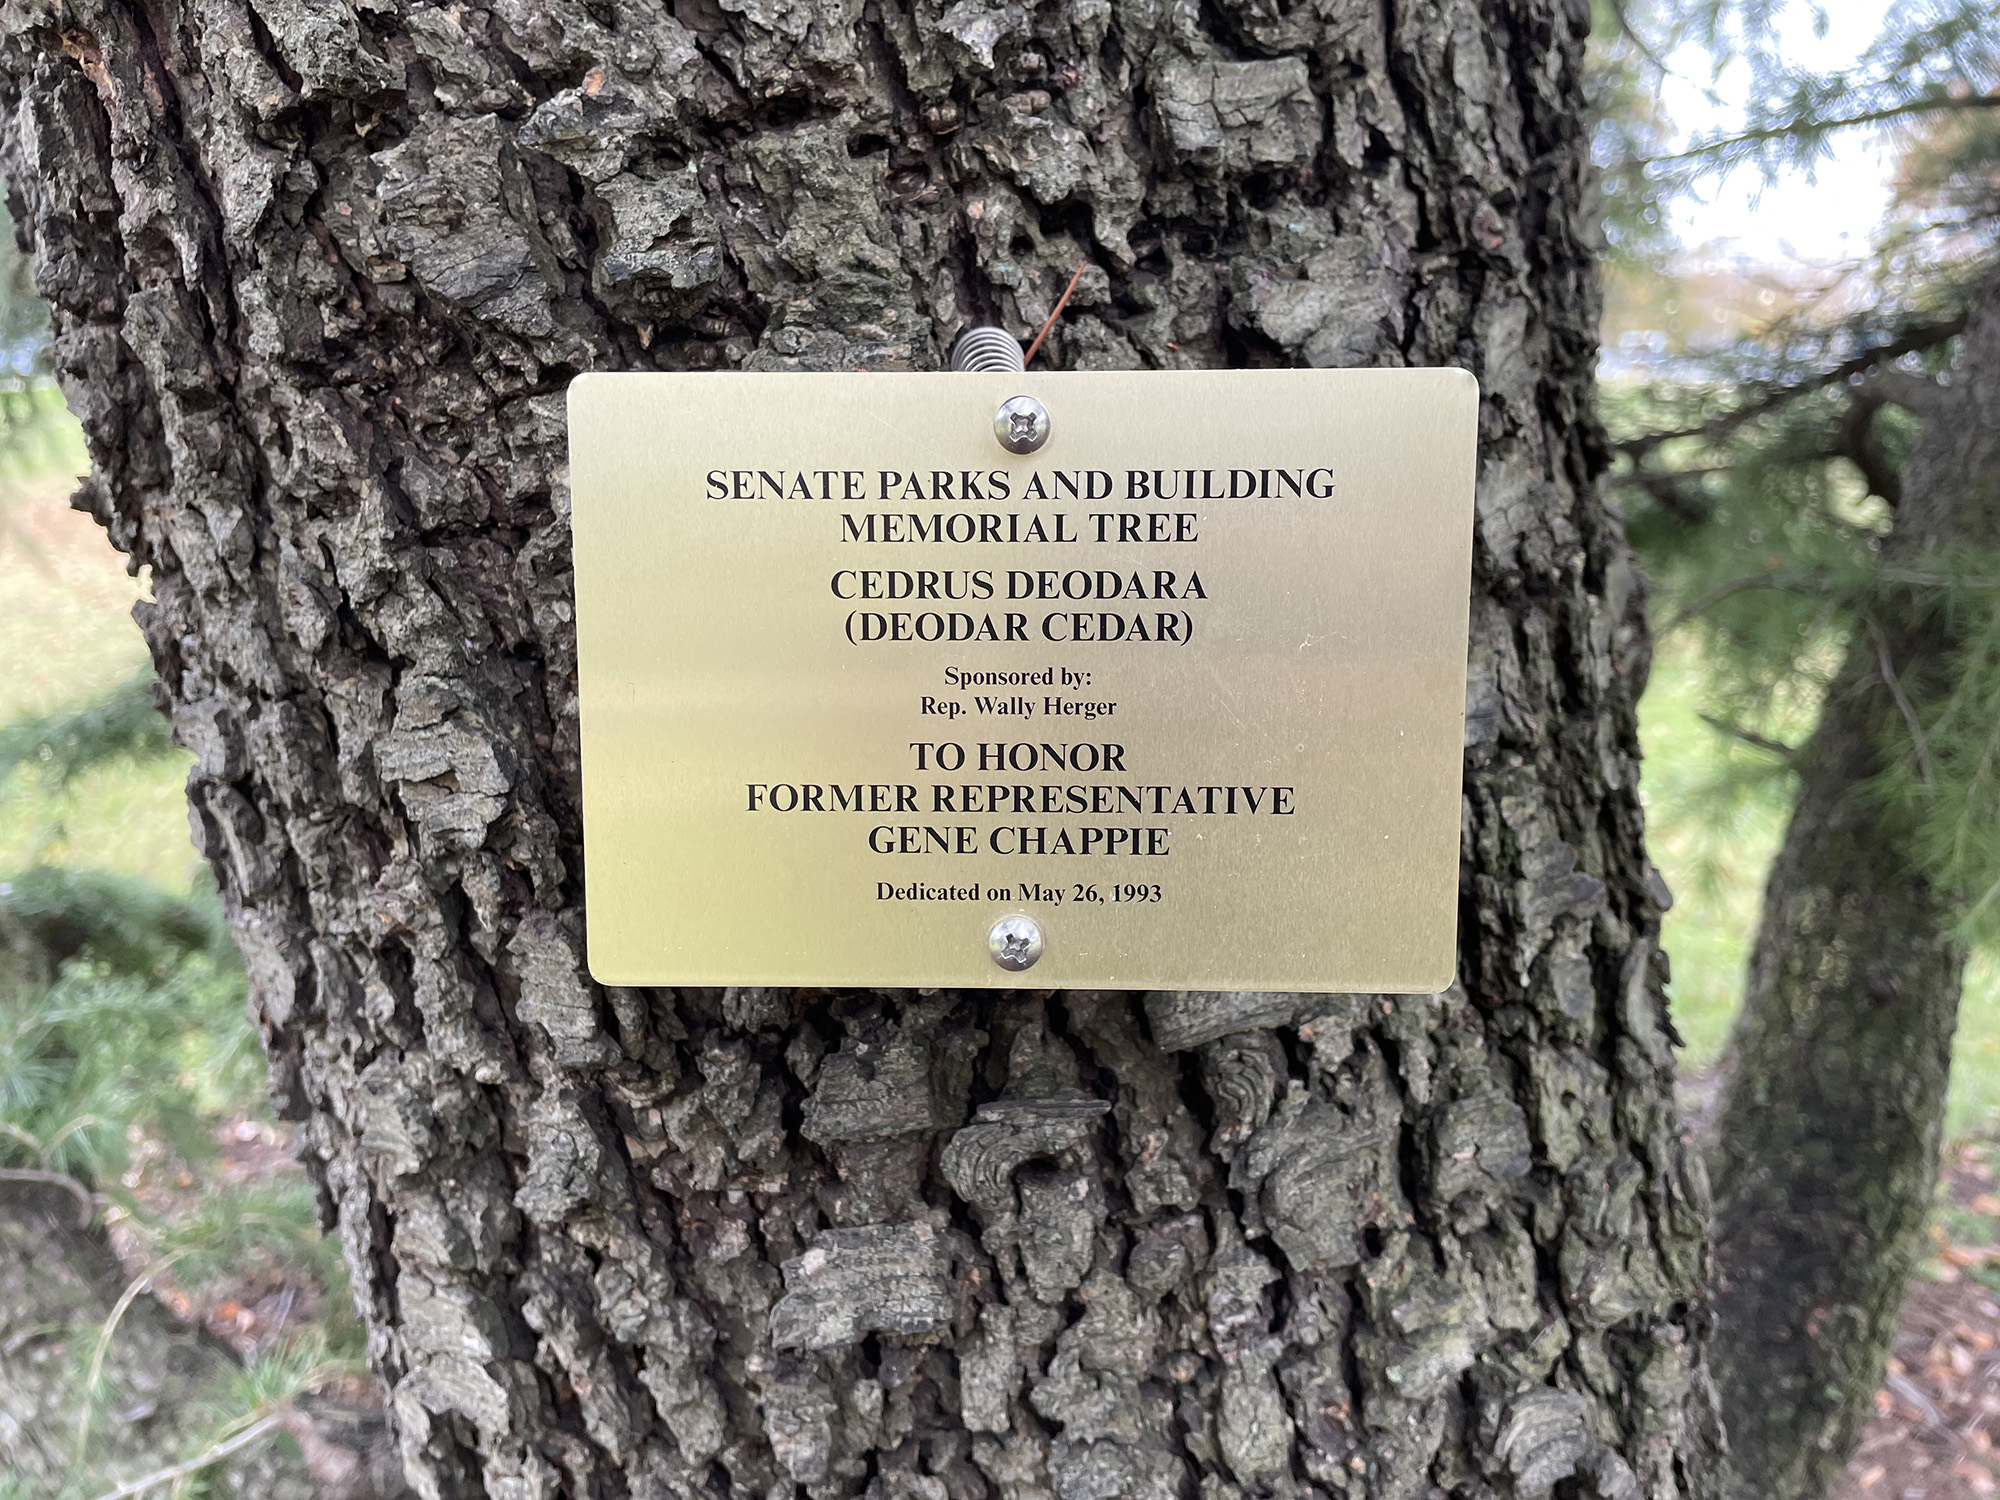 SENATE PARKS AND BUILDING
MEMORIAL TREE
CEDRUS DEODARA
(DEODAR CEDAR)
Sponsored by:
Rep. Wally Herger
TO HONOR
FORMER REPRESENTATIVE
GENE CHAPPIE
Dedicated on May 26, 1993